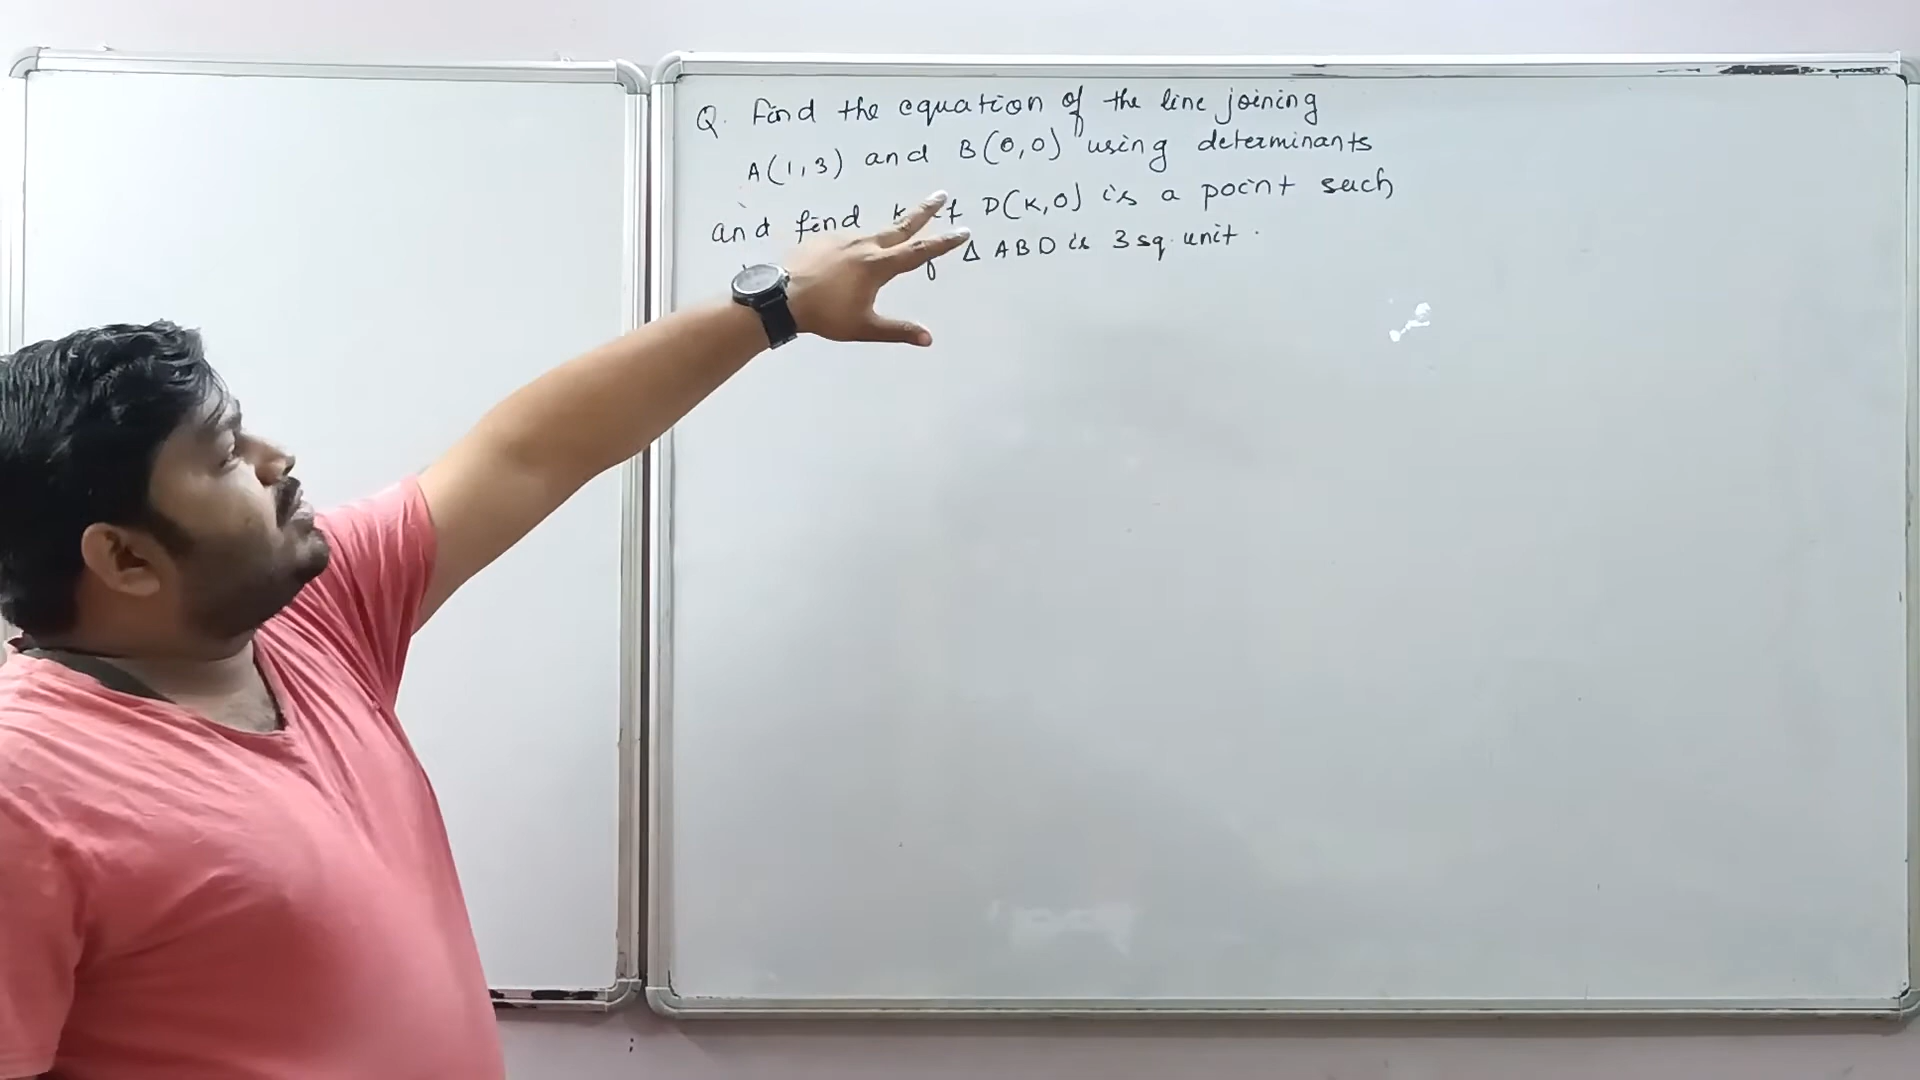 Q. Find the equation of the line joining
A(1,3) and B(0,0) using determinants
and find K if D(K,0) is a point such
Δ ABD is 3 sq. unit.